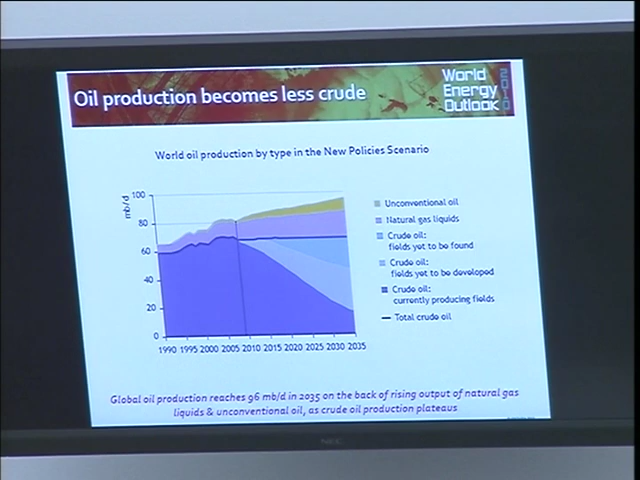 Oil production becomes less crude
World
Energy
Outlook
2010
World oil production by type in the New Policies Scenario
mb/d
100
80
60
40
20
0
1990 1995 2000 2005 2010 2015 2020 2025 2030 2035
Unconventional oil
Natural gas liquids
Crude oil:
fields yet to be found
Crude oil:
fields yet to be developed
Crude oil:
currently producing fields
Total crude oil
Global oil production reaches 96 mb/d in 2035 on the back of rising output of natural gas
liquids & unconventional oil, as crude oil production plateaus
NEC